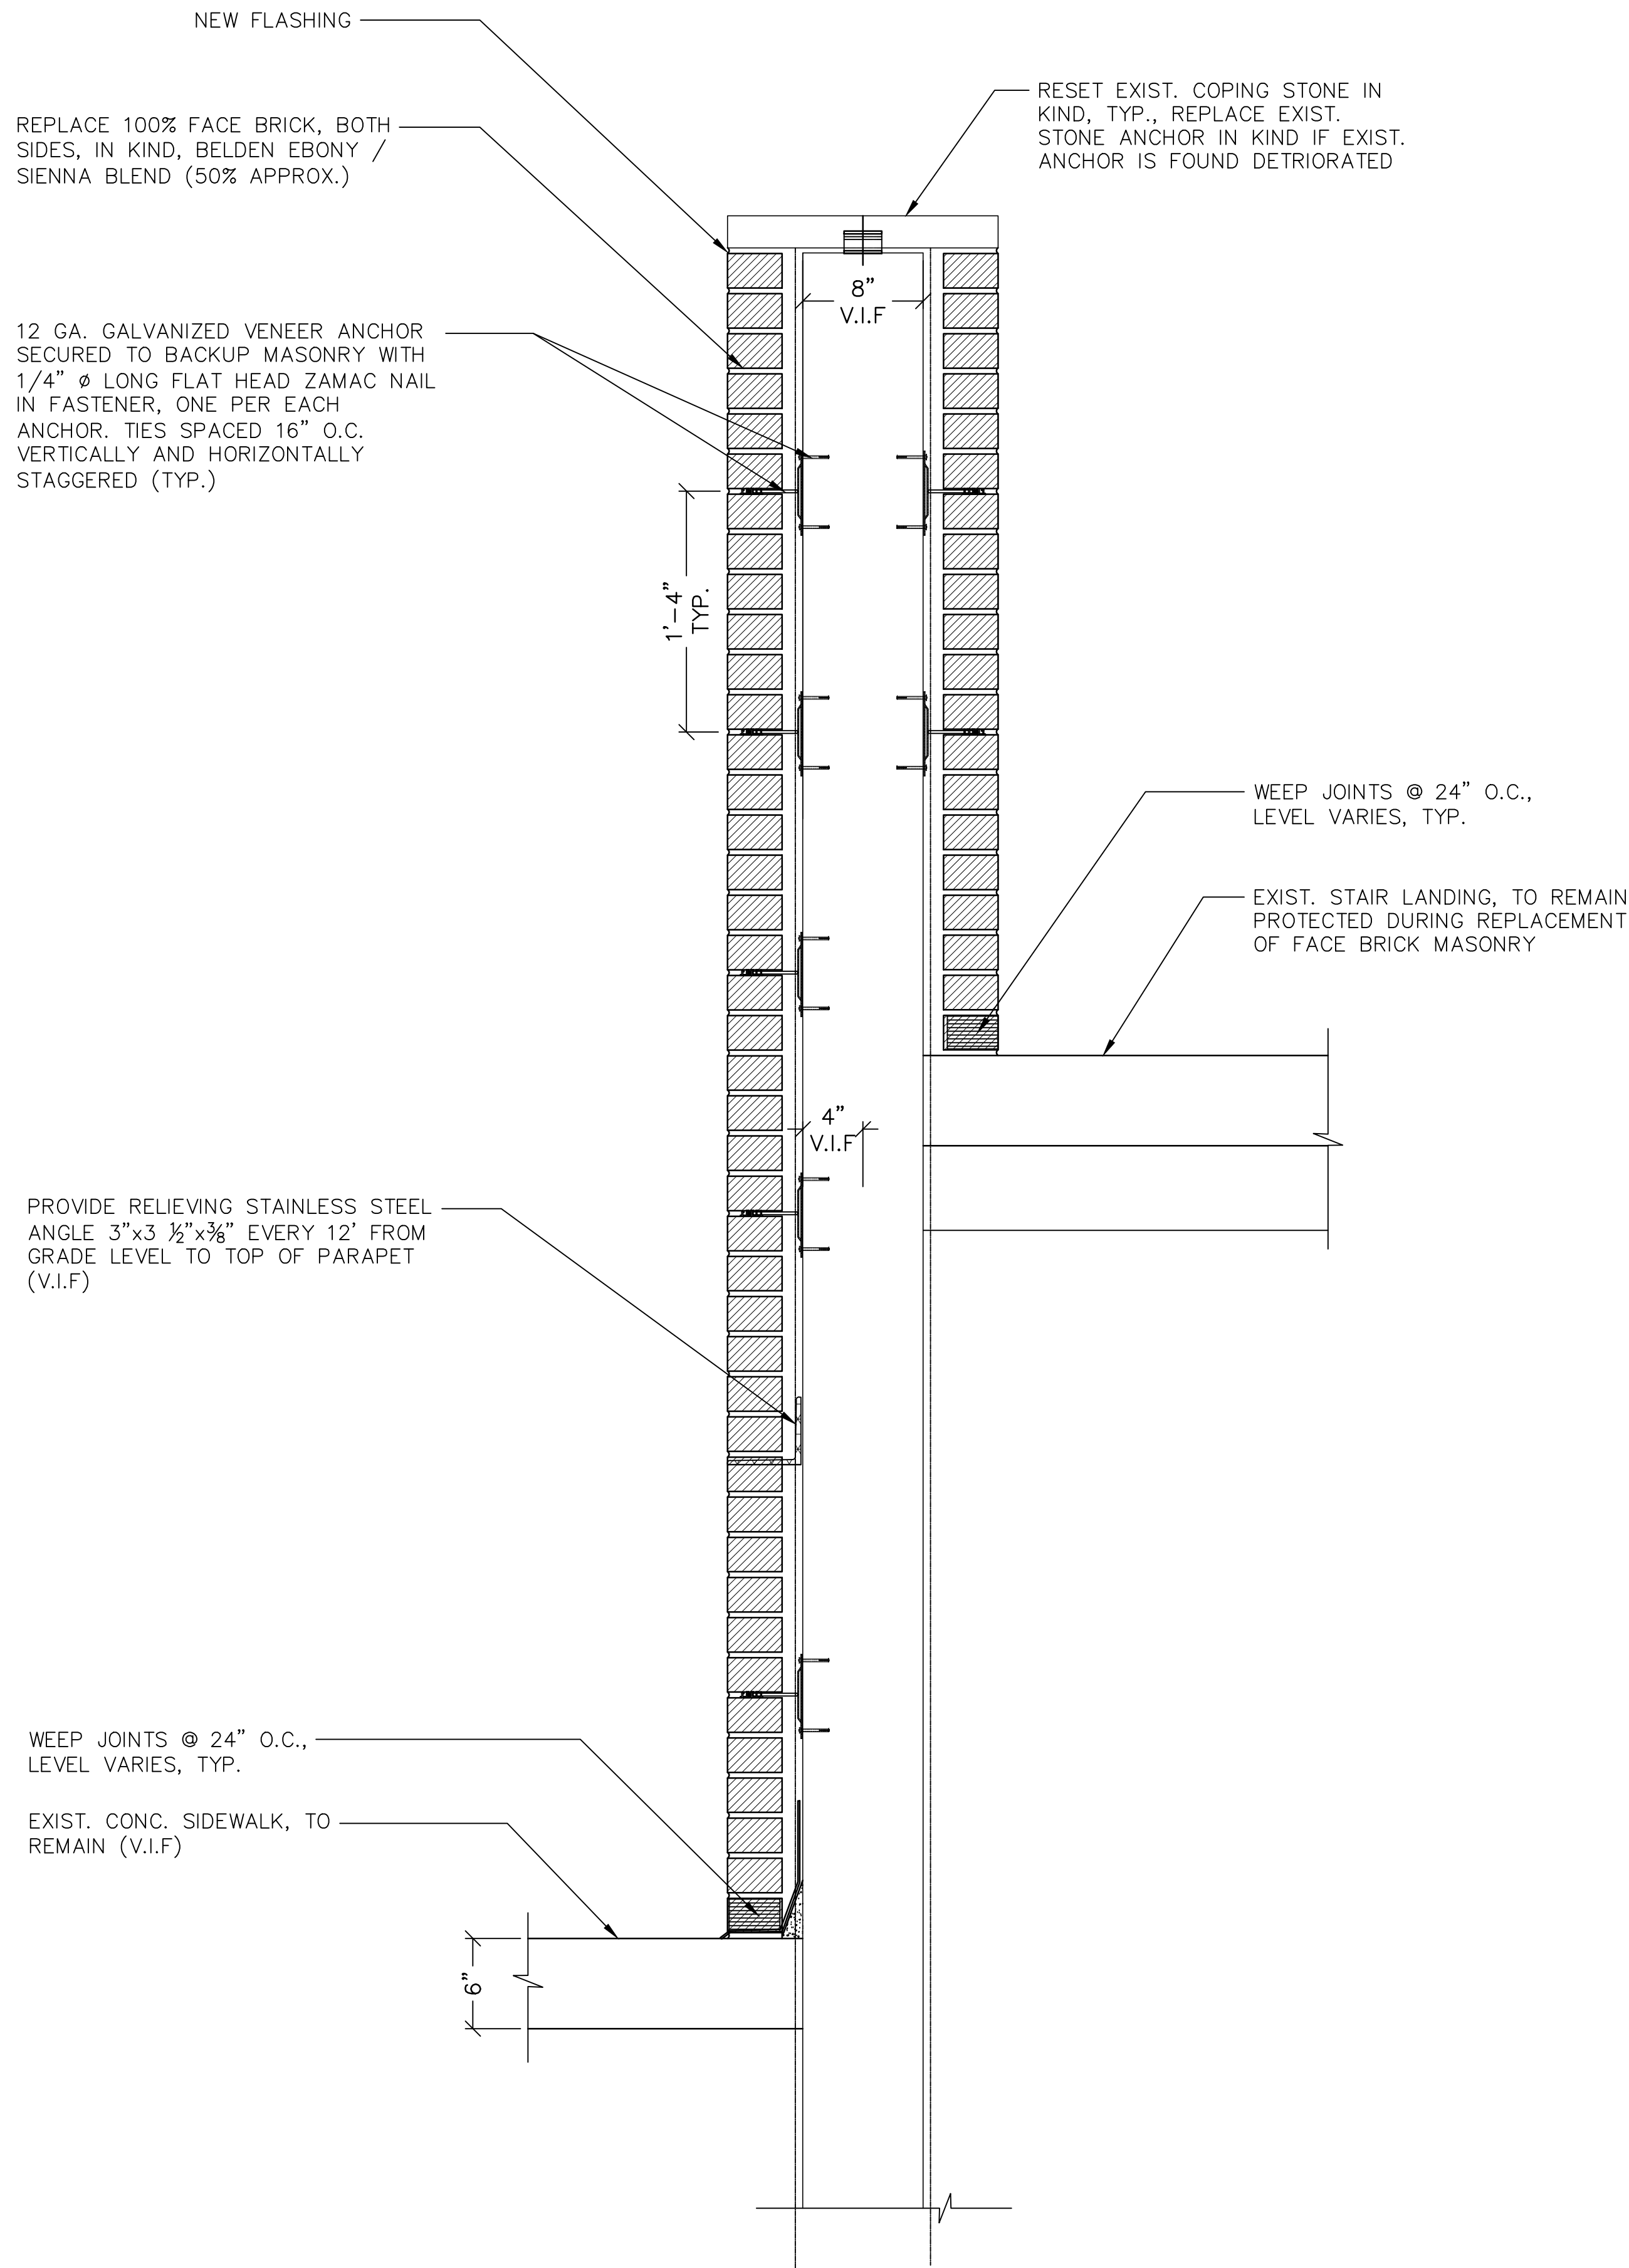 NEW FLASHING
RESET EXIST. COPING STONE IN
KIND, TYP., REPLACE EXIST.
STONE ANCHOR IN KIND IF EXIST.
ANCHOR IS FOUND DETRIORATED
REPLACE 100% FACE BRICK, BOTH
SIDES, IN KIND, BELDEN EBONY /
SIENNA BLEND (50% APPROX.)
8"
V.I.F
12 GA. GALVANIZED VENEER ANCHOR
SECURED TO BACKUP MASONRY WITH
1/4" ø LONG FLAT HEAD ZAMAC NAIL
IN FASTENER, ONE PER EACH
ANCHOR. TIES SPACED 16" O.C.
VERTICALLY AND HORIZONTALLY
STAGGERED (TYP.)
1'-4"
TYP.
WEEP JOINTS @ 24" O.C.,
LEVEL VARIES, TYP.
EXIST. STAIR LANDING, TO REMAIN
PROTECTED DURING REPLACEMENT
OF FACE BRICK MASONRY
4"
V.I.F
PROVIDE RELIEVING STAINLESS STEEL
ANGLE 3"x3 ½"x⅜" EVERY 12' FROM
GRADE LEVEL TO TOP OF PARAPET
(V.I.F)
WEEP JOINTS @ 24" O.C.,
LEVEL VARIES, TYP.
EXIST. CONC. SIDEWALK, TO
REMAIN (V.I.F)
6"